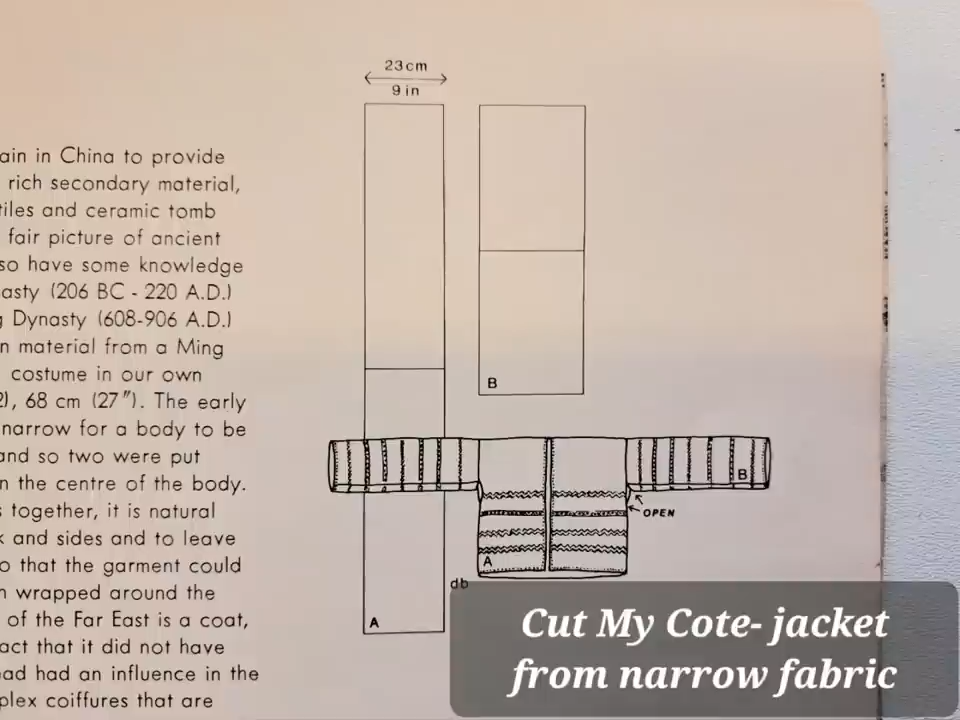 23cm
9 in
ain in China to provide
rich secondary material,
tiles and ceramic tomb
fair picture of ancient
so have some knowledge
asty (206 BC - 220 A.D.)
g Dynasty (608-906 A.D.)
n material from a Ming
costume in our own
2), 68 cm (27"). The early
narrow for a body to be
and so two were put
n the centre of the body.
s together, it is natural
k and sides and to leave
o that the garment could
n wrapped around the
of the Far East is a coat,
act that it did not have
ad had an influence in the
plex coiffures that are
B
B
OPEN
A
db
A
Cut My Cote- jacket
from narrow fabric